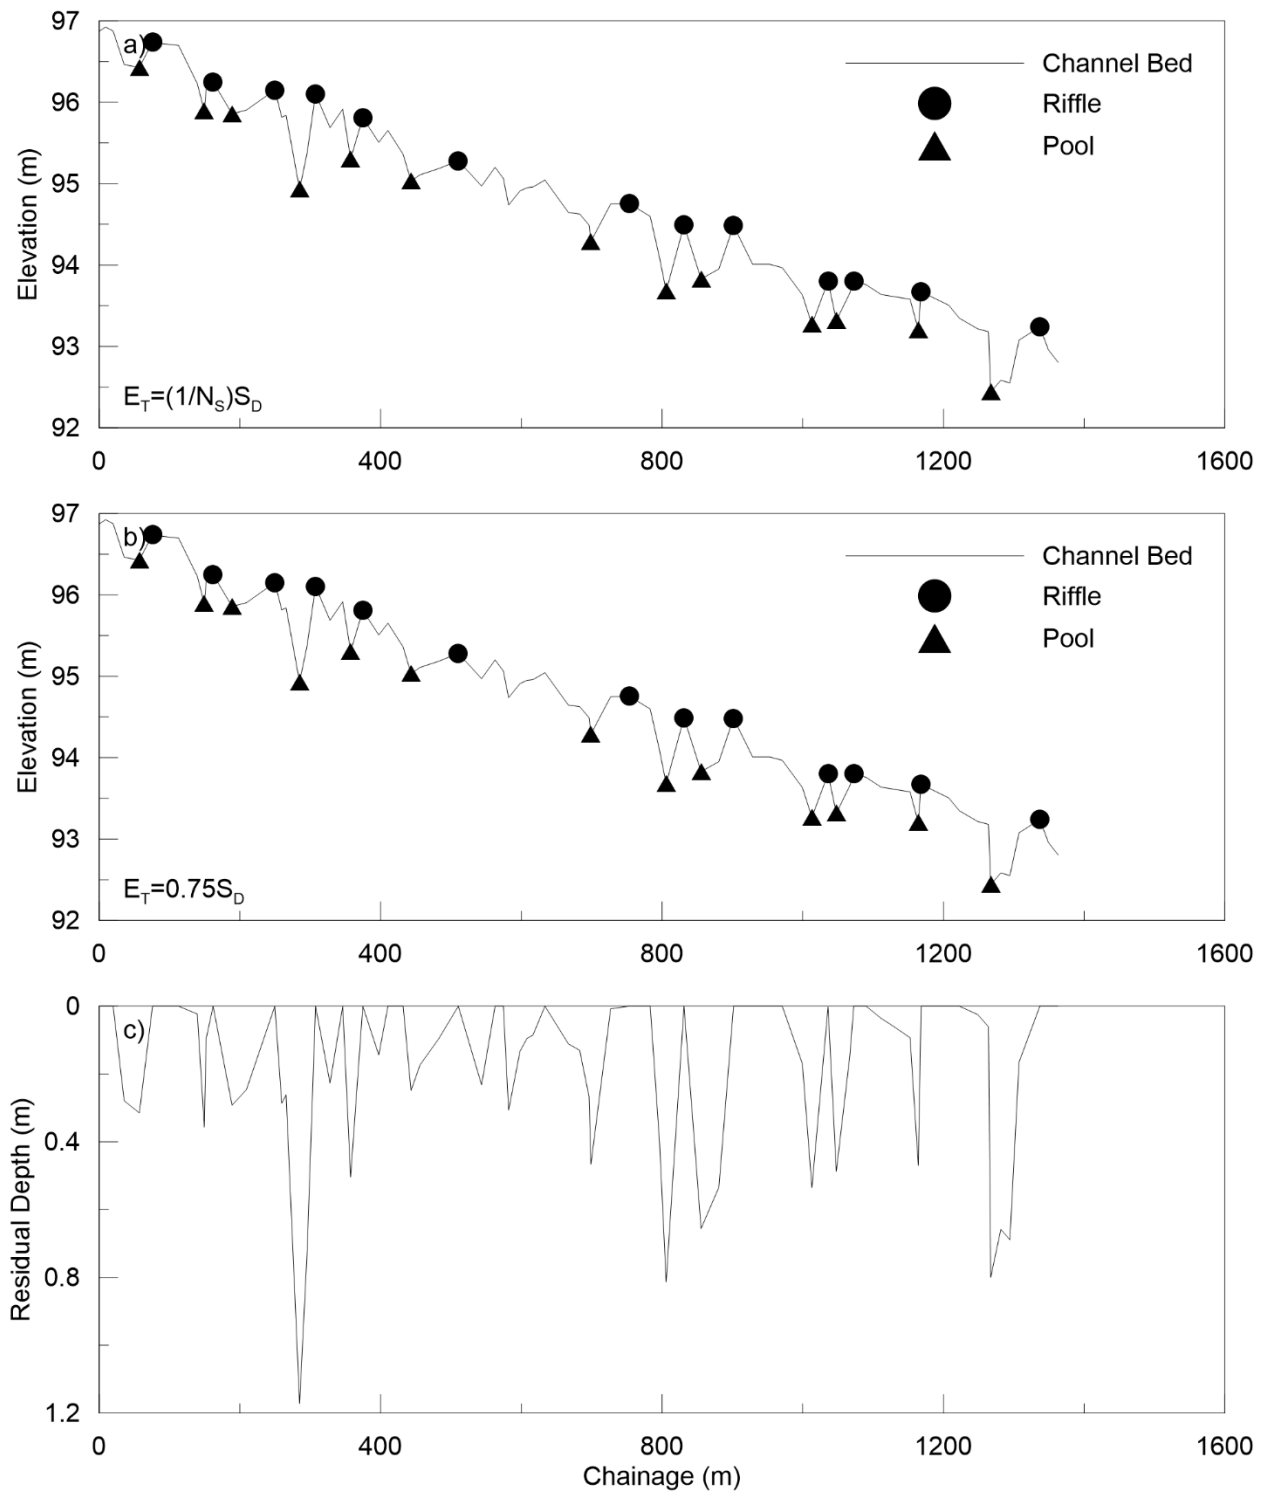 97
a)
Channel Bed
96
Riffle
Pool
95
94
93
E_T=(1/N_S)S_D
92
0 400 800 1200 1600
Elevation (m)
97
b)
Channel Bed
96
Riffle
Pool
95
94
93
E_T=0.75S_D
92
0 400 800 1200 1600
Elevation (m)
0
c)
0.4
0.8
1.2
0 400 800 1200 1600
Residual Depth (m)
Chainage (m)